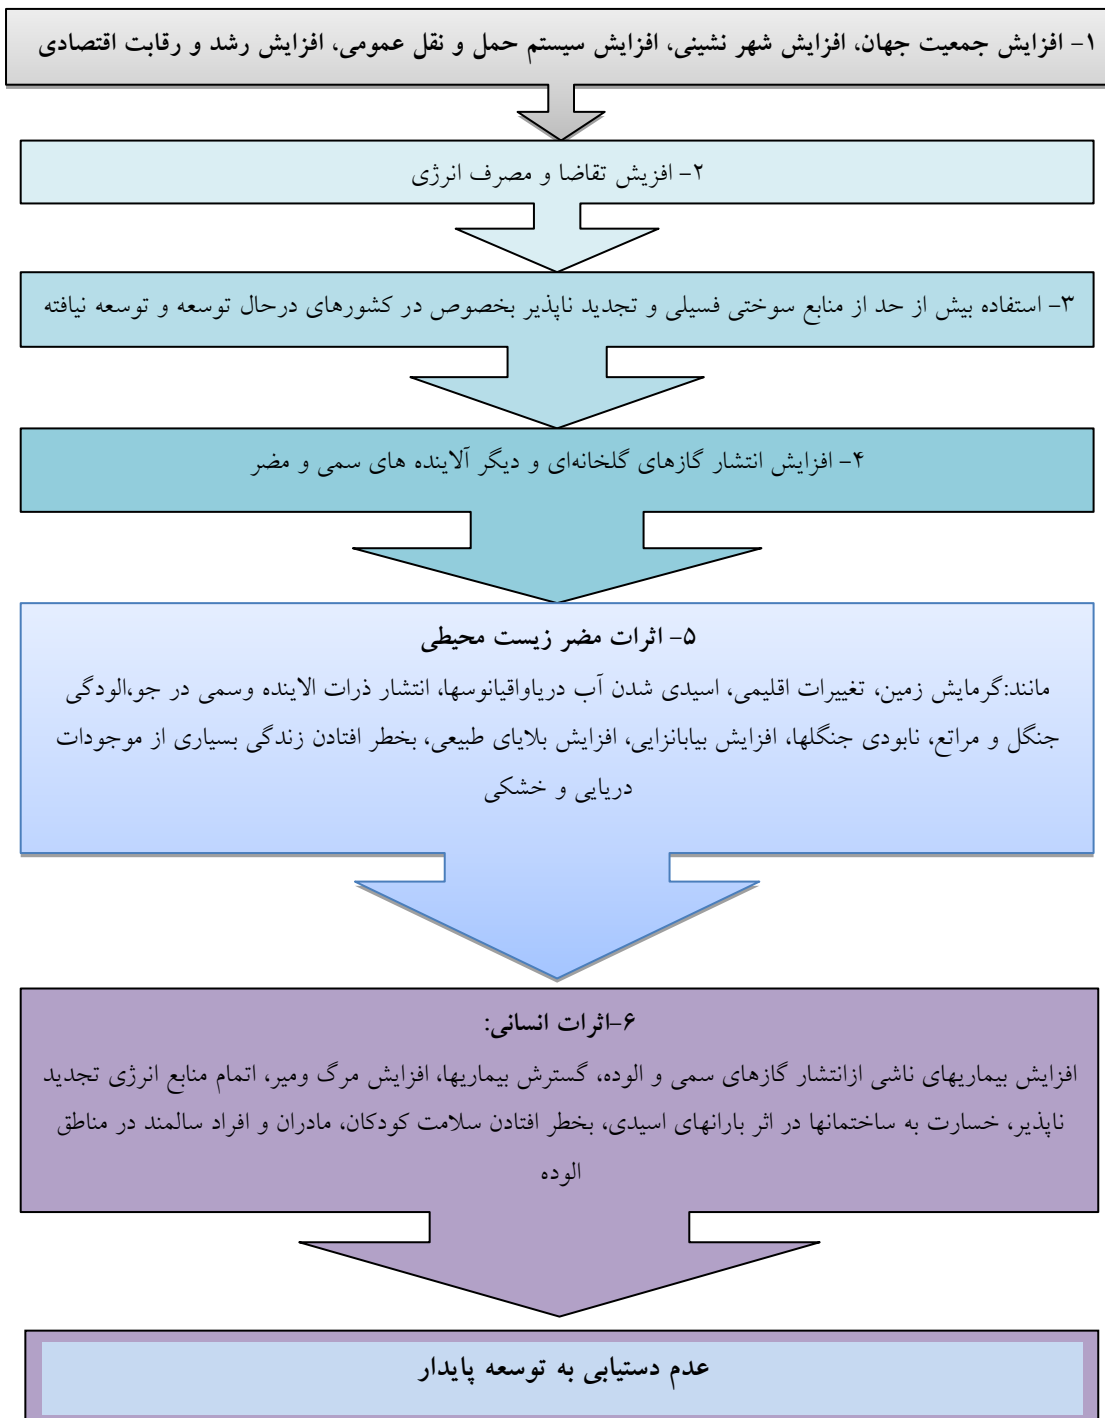 ۱- افزایش جمعیت جهان، افزایش شهر نشینی، افزایش سیستم حمل و نقل عمومی، افزایش رشد و رقابت اقتصادی
۲- افزیش تقاضا و مصرف انرژی
۳- استفاده بیش از حد از منابع سوختی فسیلی و تجدید ناپذیر بخصوص در کشورهای درحال توسعه و توسعه نیافته
۴- افزایش انتشار گازهای گلخانه‌ای و دیگر آلاینده های سمی و مضر
۵- اثرات مضر زیست محیطی
مانند:گرمایش زمین، تغییرات اقلیمی، اسیدی شدن آب دریاواقیانوسها، انتشار ذرات الاینده وسمی در جو،الودگی
جنگل و مراتع، نابودی جنگلها، افزایش بیابانزایی، افزایش بلایای طبیعی، بخطر افتادن زندگی بسیاری از موجودات
دریایی و خشکی
۶-اثرات انسانی:
افزایش بیماریهای ناشی ازانتشار گازهای سمی و الوده، گسترش بیماریها، افزایش مرگ ومیر، اتمام منابع انرژی تجدید
ناپذیر، خسارت به ساختمانها در اثر بارانهای اسیدی، بخطر افتادن سلامت کودکان، مادران و افراد سالمند در مناطق
الوده
عدم دستیابی به توسعه پایدار